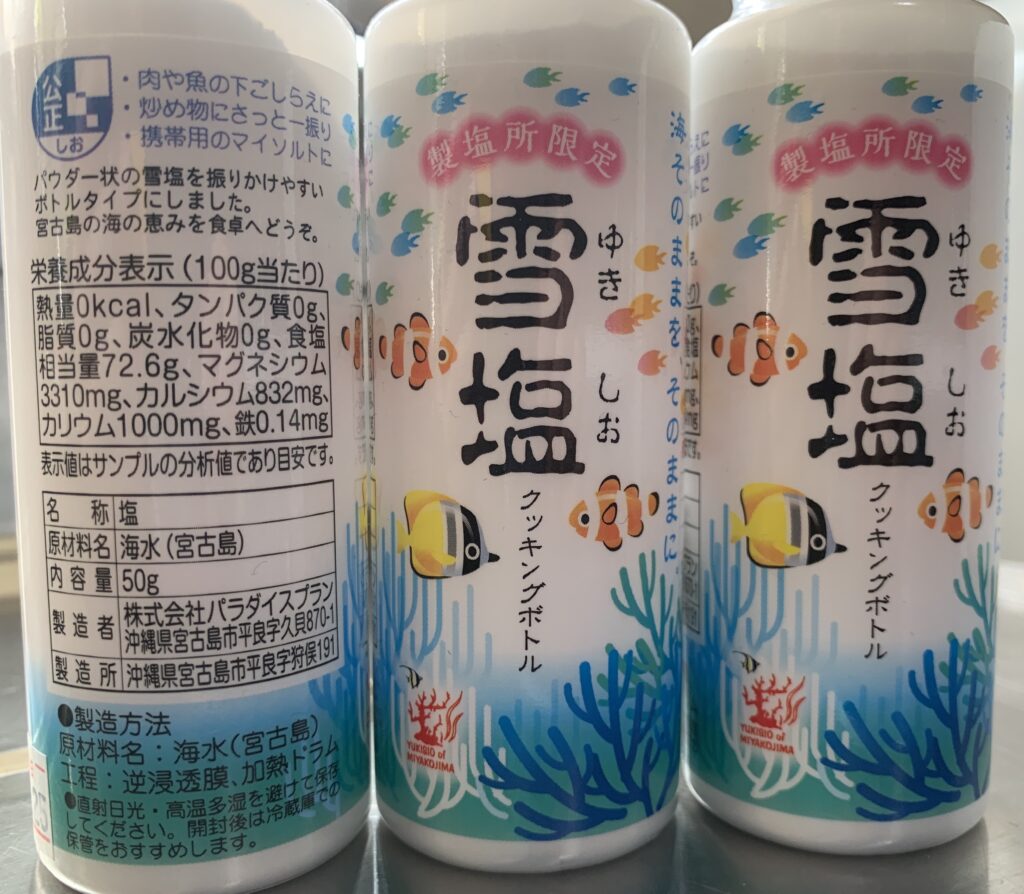 公正
しお
・肉や魚の下ごしらえに
・炒め物にさっと一振り
・携帯用のマイソルトに
パウダー状の雪塩を振りかけやすい
ボトルタイプにしました。
宮古島の海の恵みを食卓へどうぞ。
栄養成分表示(100g当たり)
熱量0kcal、タンパク質0g、
脂質0g、炭水化物0g、食塩
相当量72.6g、マグネシウム
3310mg、カルシウム832mg、
カリウム1000mg、鉄0.14mg
表示値はサンプルの分析値であり目安です。
名称 塩
原材料名 海水(宮古島)
内容量 50g
製造者 株式会社パラダイスプラン
沖縄県宮古島市平良字久貝870-1
製造所 沖縄県宮古島市平良字狩俣191
●製造方法
原材料名:海水(宮古島)
工程:逆浸透膜、加熱ドラム
●直射日光・高温多湿を避けて保存
してください。開封後は冷蔵庫での
保管をおすすめします。
製塩所限定
雪塩
ゆきしお
クッキングボトル
海そのままを、そのままに。
YUKISIO of
MIYAKOJIMA
製塩所限定
雪塩
ゆきしお
クッキングボトル
YUKISIO of
MIYAKOJIMA